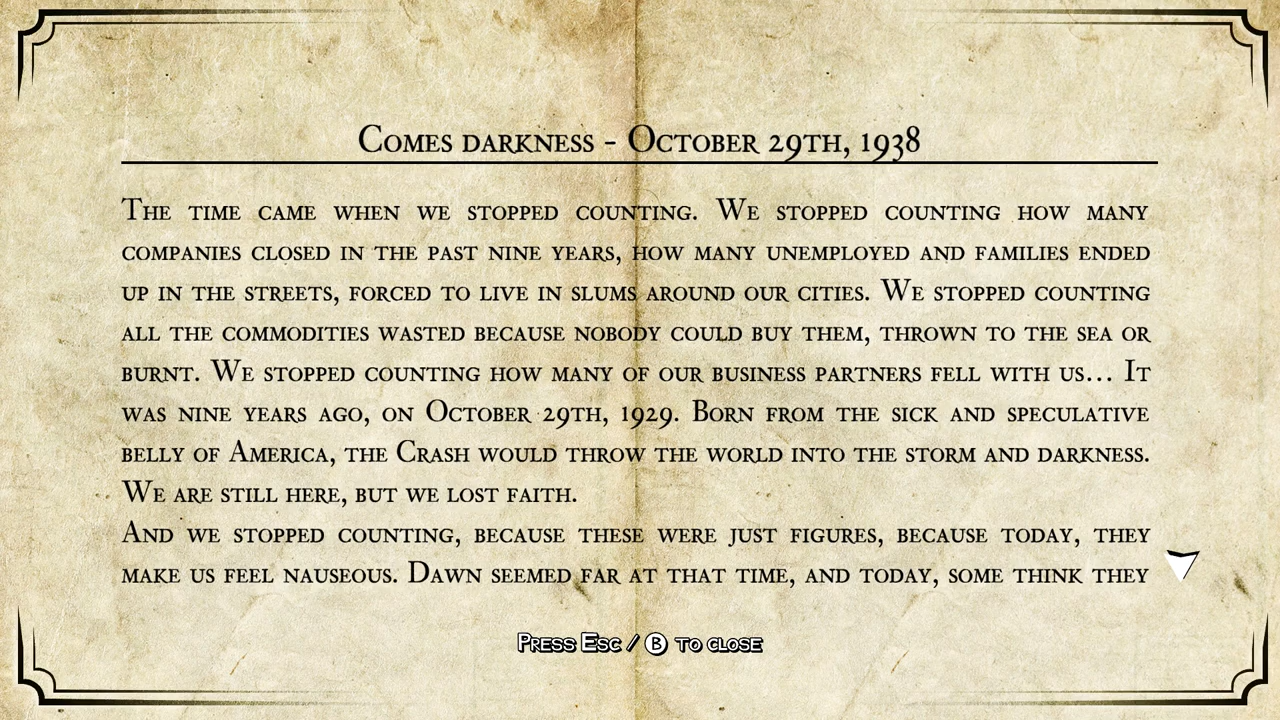 Comes darkness - October 29th, 1938
The time came when we stopped counting. We stopped counting how many
companies closed in the past nine years, how many unemployed and families ended
up in the streets, forced to live in slums around our cities. We stopped counting
all the commodities wasted because nobody could buy them, thrown to the sea or
burnt. We stopped counting how many of our business partners fell with us... It
was nine years ago, on October 29th, 1929. Born from the sick and speculative
belly of America, the Crash would throw the world into the storm and darkness.
We are still here, but we lost faith.
And we stopped counting, because these were just figures, because today, they
make us feel nauseous. Dawn seemed far at that time, and today, some think they
Press Esc / B to close